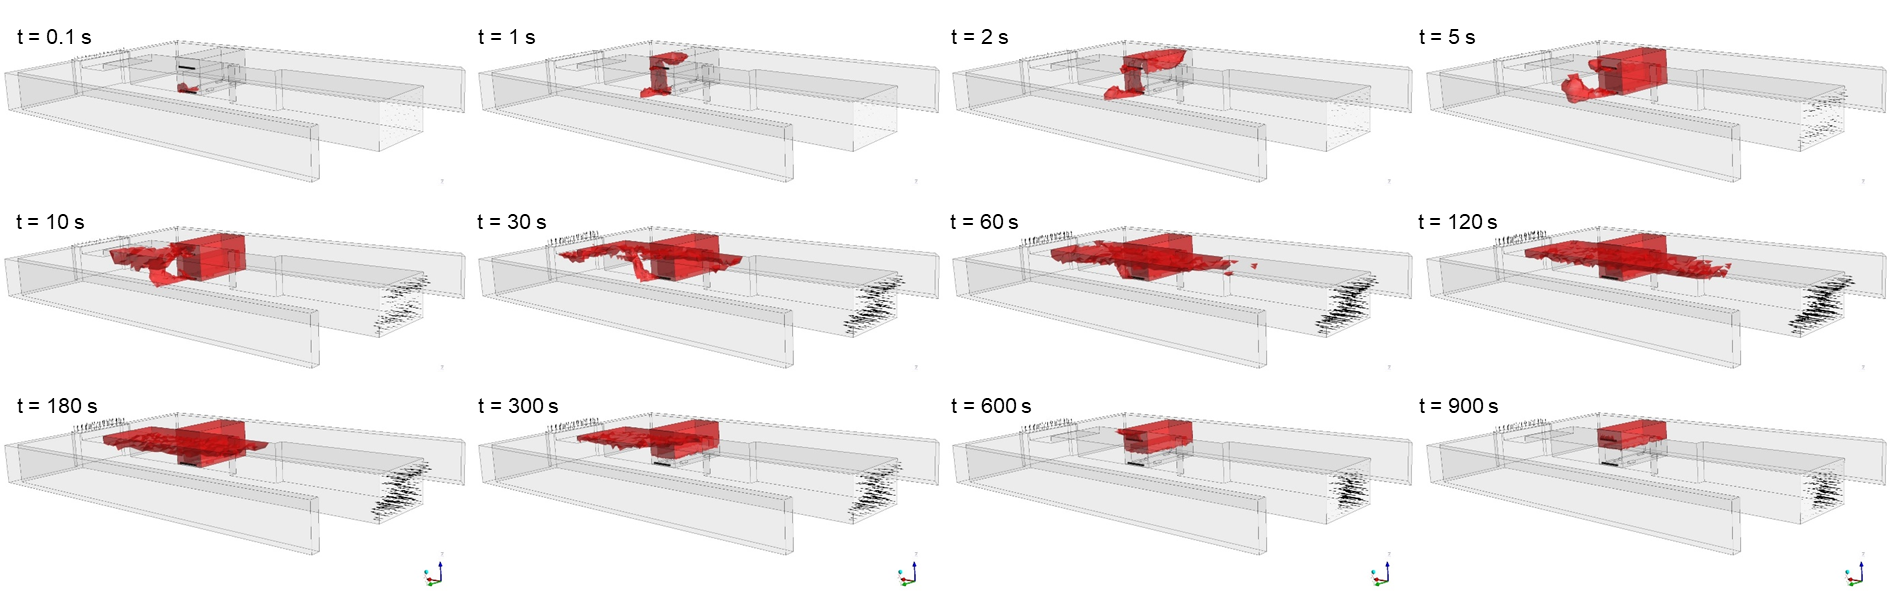 t = 0.1 s
t = 1 s
t = 2 s
t = 5 s
t = 10 s
t = 30 s
t = 60 s
t = 120 s
t = 180 s
t = 300 s
t = 600 s
t = 900 s